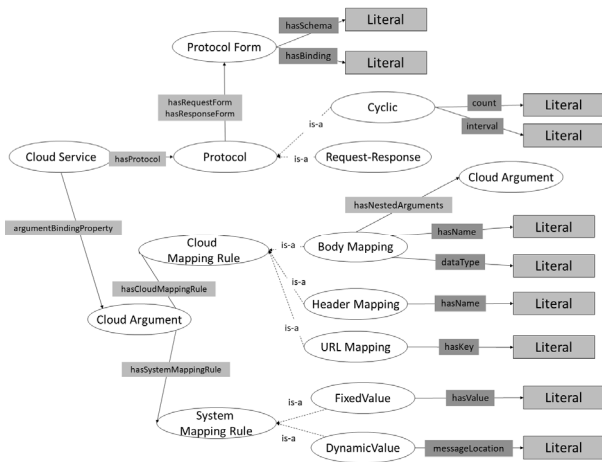 hasSchema
Literal
Protocol Form
hasBinding
Literal
hasRequestForm
hasResponseForm
Cyclic
count
Literal
interval
Literal
is-a
Cloud Service
hasProtocol
Protocol
is-a
Request-Response
Cloud Argument
hasNestedArguments
argumentBindingProperty
Cloud
Mapping Rule
is-a
Body Mapping
hasName
Literal
dataType
Literal
hasCloudMappingRule
is-a
Header Mapping
hasName
Literal
Cloud Argument
is-a
URL Mapping
hasKey
Literal
hasSystemMappingRule
is-a
FixedValue
hasValue
Literal
System
Mapping Rule
is-a
DynamicValue
messageLocation
Literal